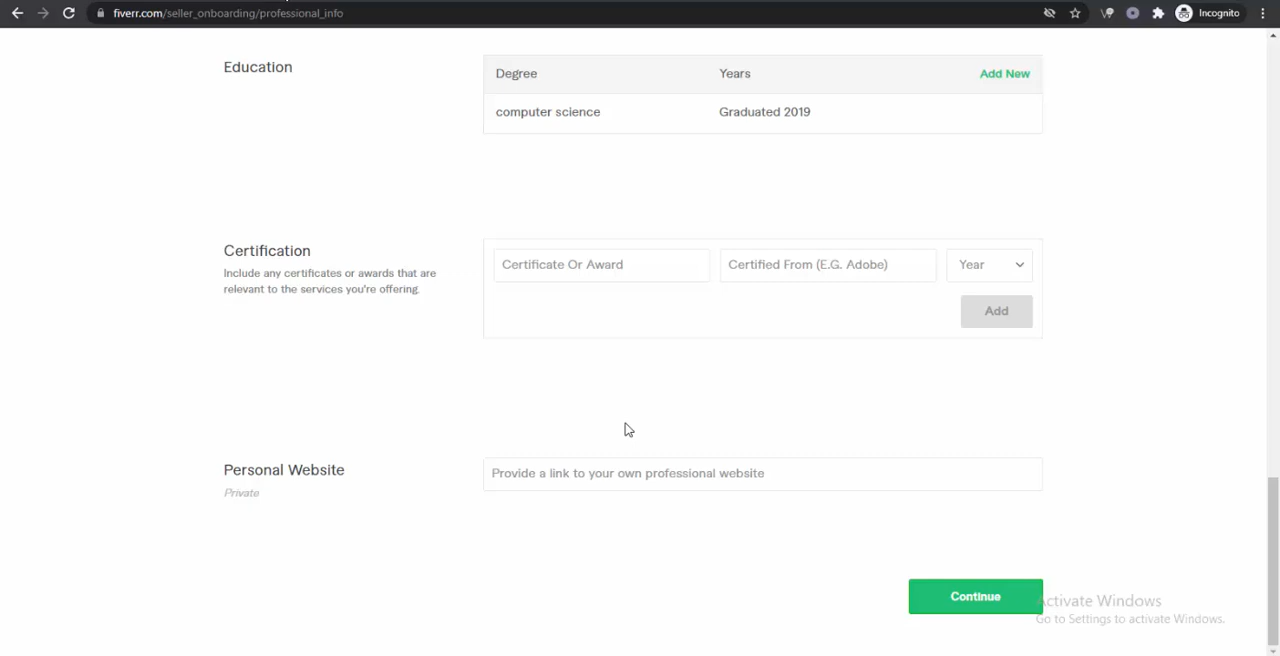 fiverr.com/seller_onboarding/professional_info
Incognito
Education
Degree Years Add New
computer science Graduated 2019
Certification
Include any certificates or awards that are
relevant to the services you're offering.
Certificate Or Award Certified From (E.G. Adobe) Year
Add
Personal Website
Private
Provide a link to your own professional website
Continue
Activate Windows
Go to Settings to activate Windows.